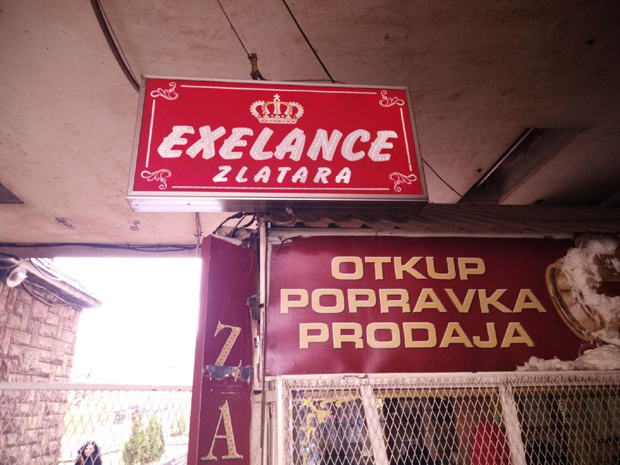 EXELANCE
ZLATARA
OTKUP
POPRAVKA
PRODAJA
Z
A